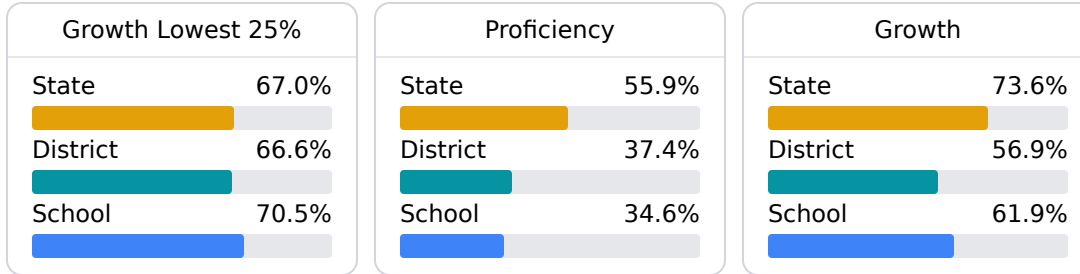 Growth Lowest 25%
State 67.0%
District 66.6%
School 70.5%
Proficiency
State 55.9%
District 37.4%
School 34.6%
Growth
State 73.6%
District 56.9%
School 61.9%